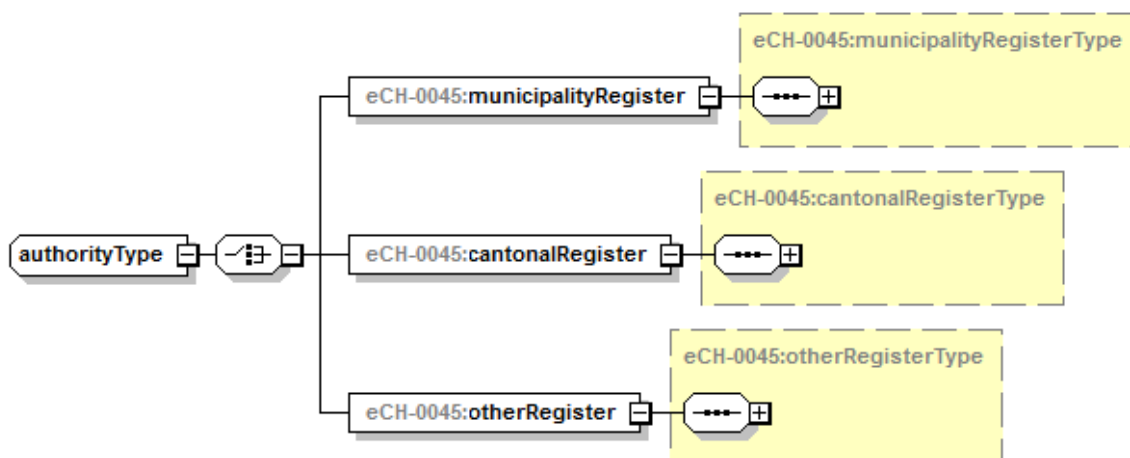 eCH-0045:municipalityRegisterType
eCH-0045:municipalityRegister
eCH-0045:cantonalRegisterType
authorityType
eCH-0045:cantonalRegister
eCH-0045:otherRegisterType
eCH-0045:otherRegister